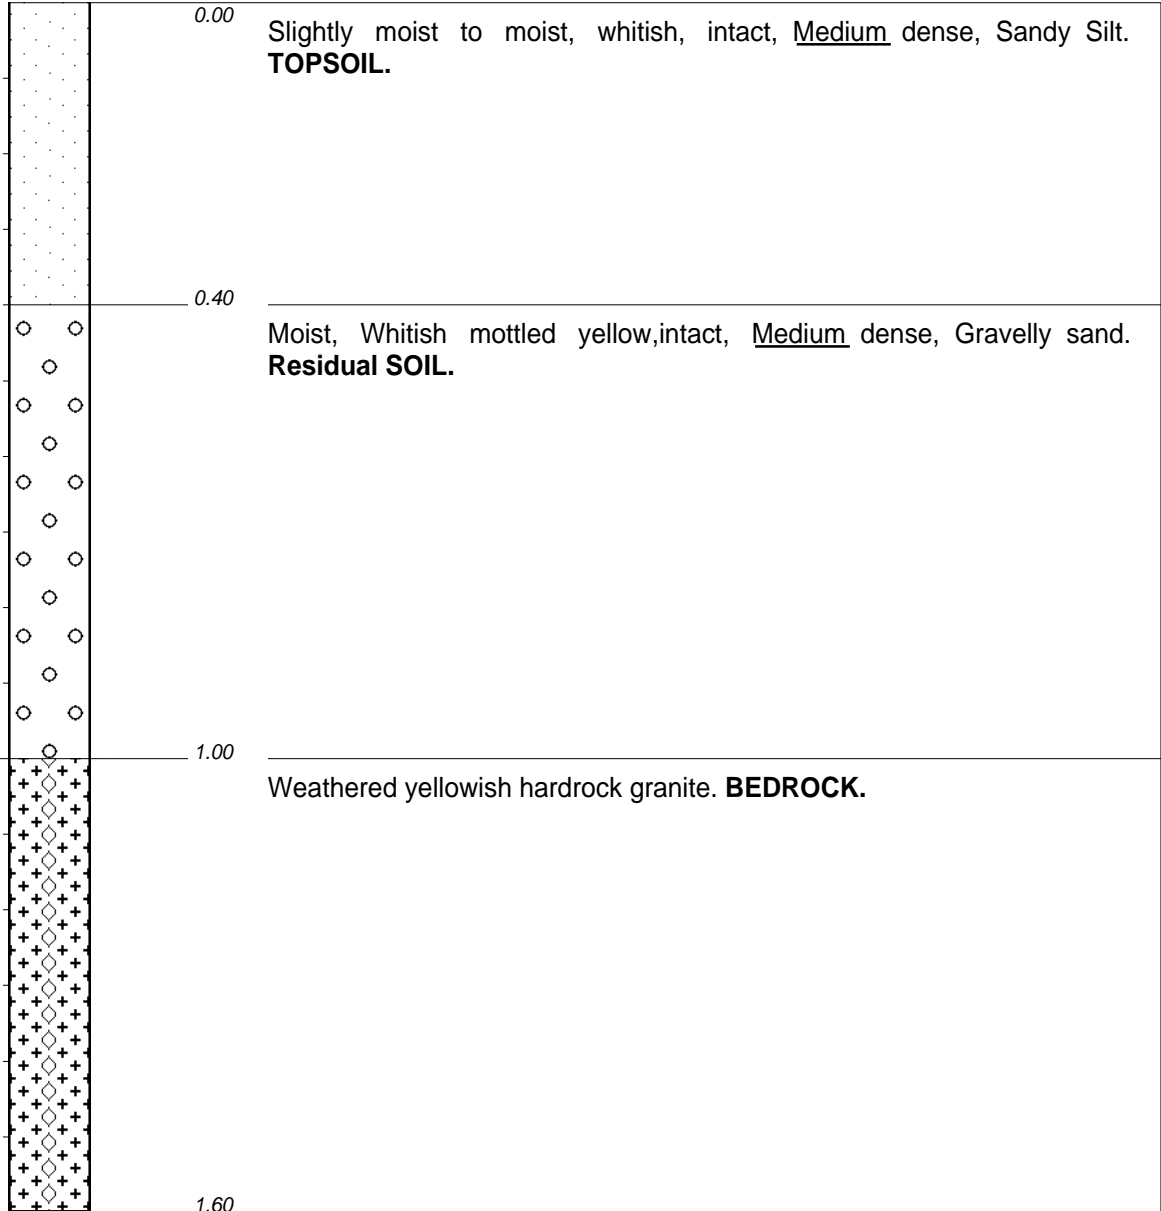 0.00
Slightly moist to moist, whitish, intact, Medium dense, Sandy Silt.
TOPSOIL.
0.40
Moist, Whitish mottled yellow,intact, Medium dense, Gravelly sand.
Residual SOIL.
1.00
Weathered yellowish hardrock granite. BEDROCK.
1.60